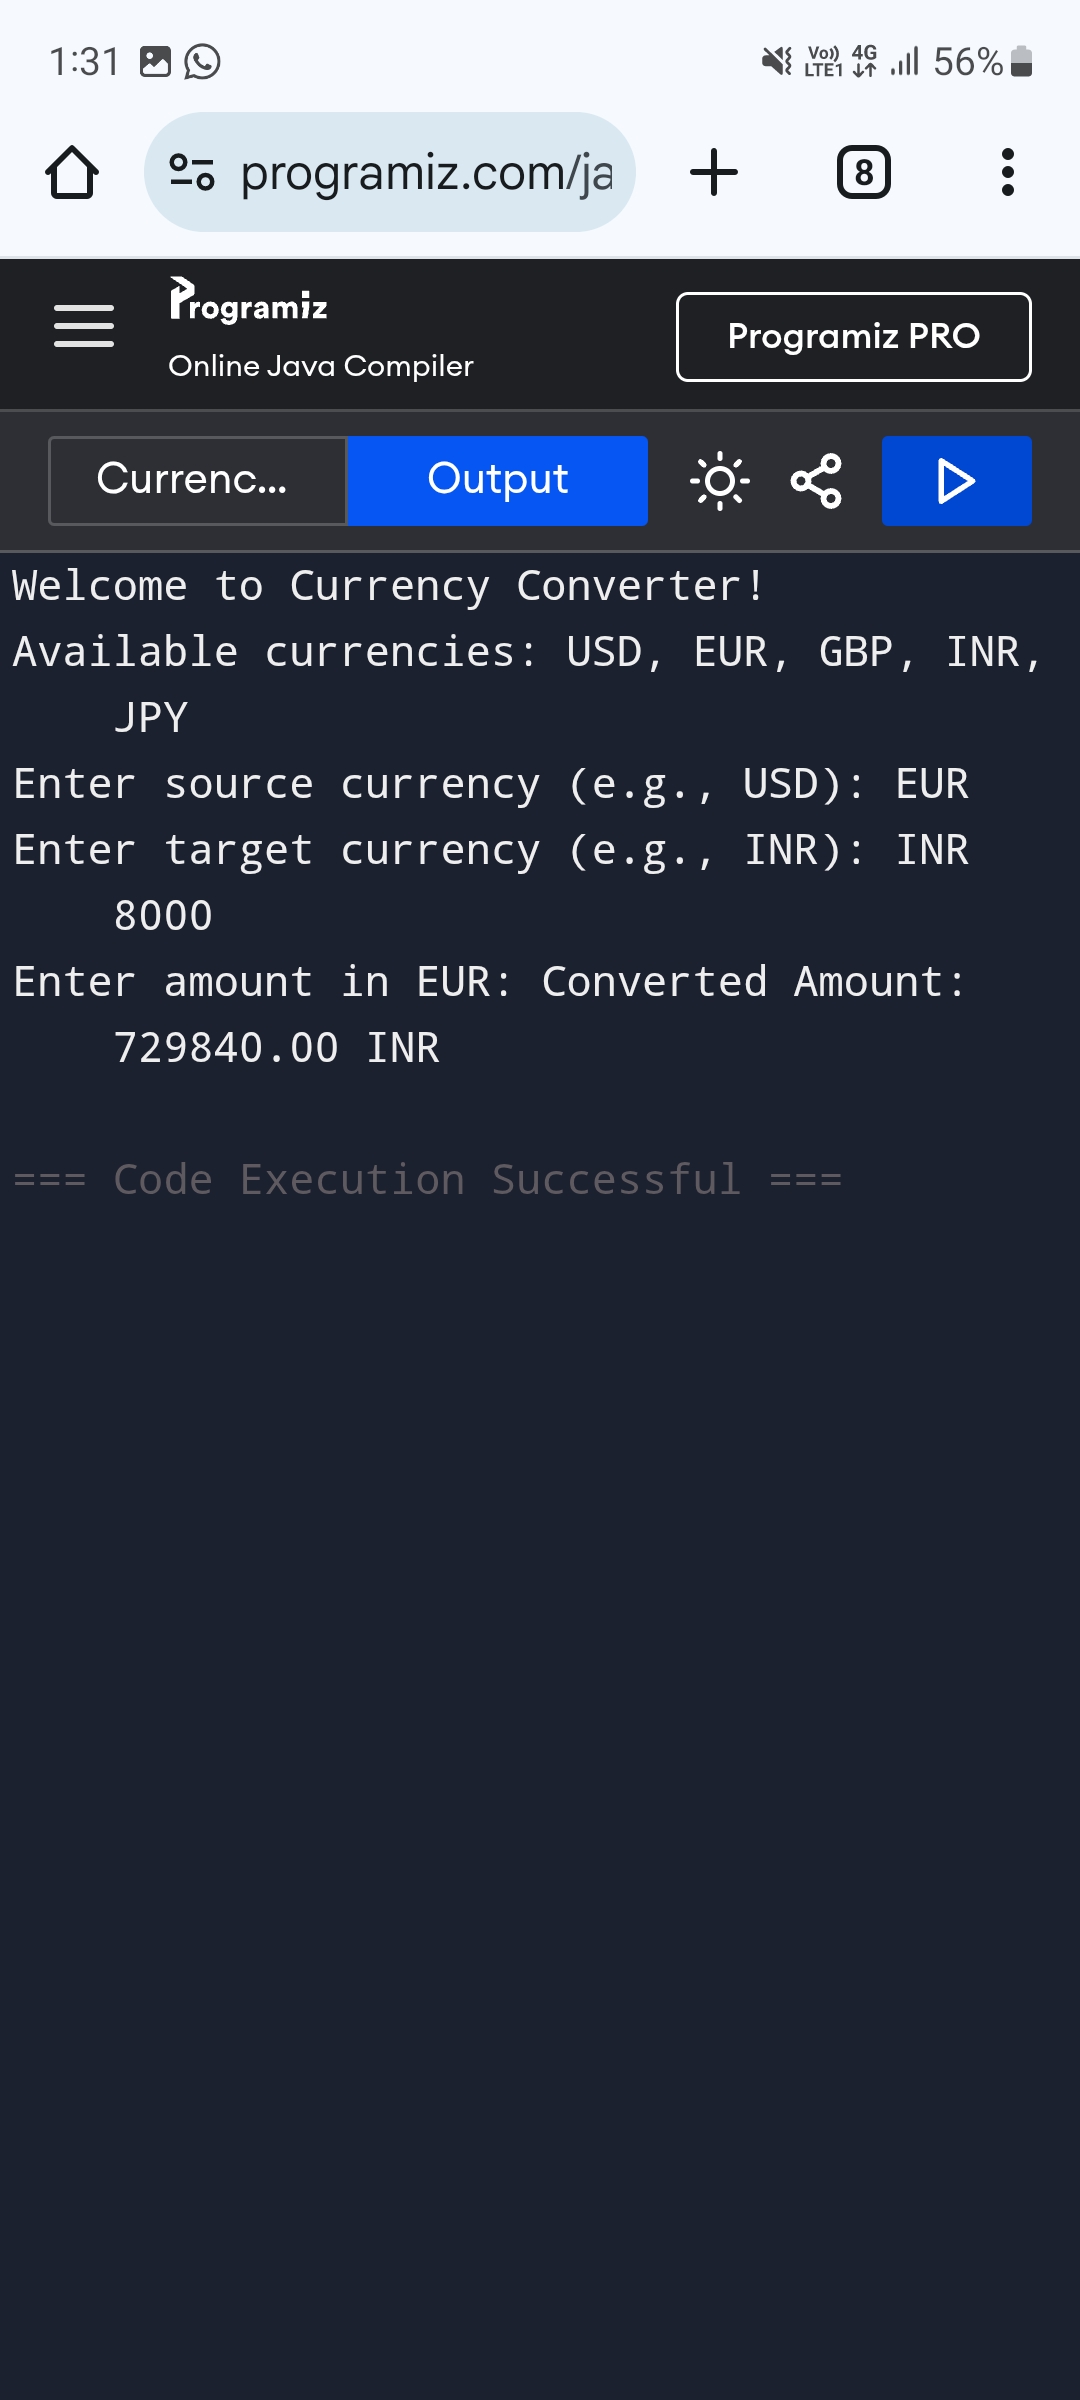 1:31 Vo)) LTE1 4G 56%
programiz.com/ja 8
Programiz
Online Java Compiler
Programiz PRO
Currenc... Output
Welcome to Currency Converter!
Available currencies: USD, EUR, GBP, INR,
JPY
Enter source currency (e.g., USD): EUR
Enter target currency (e.g., INR): INR
8000
Enter amount in EUR: Converted Amount:
729840.00 INR
=== Code Execution Successful ===